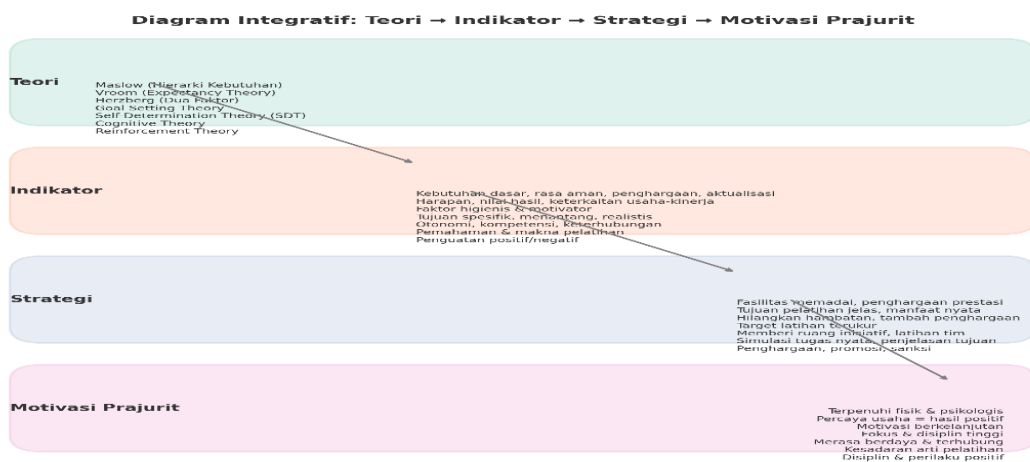 Diagram Integratif: Teori → Indikator → Strategi → Motivasi Prajurit
Teori
Maslow (Hierarki Kebutuhan)
Vroom (Expectancy Theory)
Herzberg (Dua Faktor)
Goal Setting Theory
Self Determination Theory (SDT)
Cognitive Theory
Reinforcement Theory
Indikator
Kebutuhan dasar, rasa aman, penghargaan, aktualisasi
Harapan, nilai hasil, keterkaitan usaha-kinerja
Faktor higienis & motivator
Tujuan spesifik, menantang, realistis
Otonomi, kompetensi, keterhubungan
Pemahaman & makna pelatihan
Penguatan positif/negatif
Strategi
Fasilitas memadai, penghargaan prestasi
Tujuan pelatihan jelas, manfaat nyata
Hilangkan hambatan, tambah penghargaan
Target latihan terukur
Memberi ruang inisiatif, latihan tim
Simulasi tugas nyata, penjelasan tujuan
Penghargaan, promosi, sanksi
Motivasi Prajurit
Terpenuhi fisik & psikologis
Percaya usaha = hasil positif
Motivasi berkelanjutan
Fokus & disiplin tinggi
Merasa berdaya & terhubung
Kesadaran arti pelatihan
Disiplin & perilaku positif